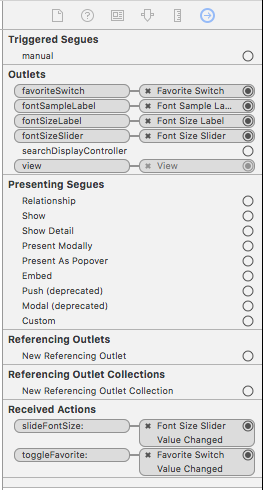 Triggered Segues
manual
Outlets
favoriteSwitch ✖ Favorite Switch
fontSampleLabel ✖ Font Sample La...
fontSizeLabel ✖ Font Size Label
fontSizeSlider ✖ Font Size Slider
searchDisplayController
view ✖ View
Presenting Segues
Relationship
Show
Show Detail
Present Modally
Present As Popover
Embed
Push (deprecated)
Modal (deprecated)
Custom
Referencing Outlets
New Referencing Outlet
Referencing Outlet Collections
New Referencing Outlet Collection
Received Actions
slideFontSize: ✖ Font Size Slider
Value Changed
toggleFavorite: ✖ Favorite Switch
Value Changed